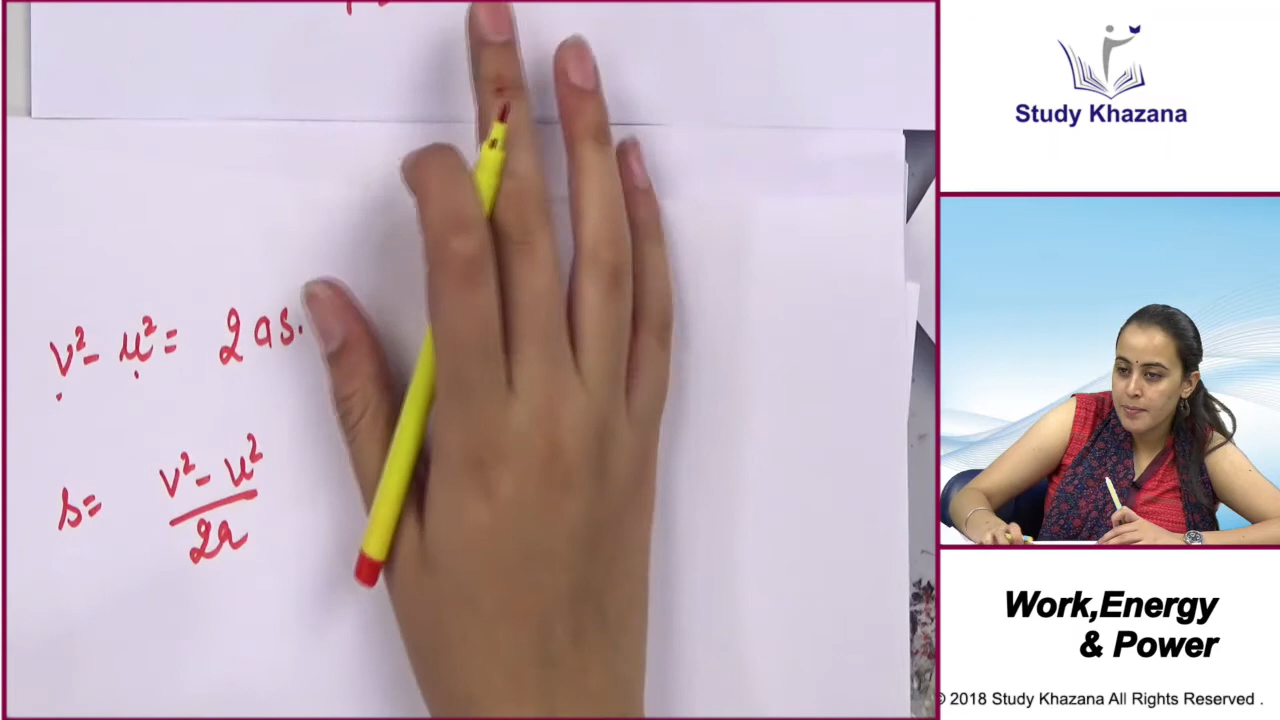 Study Khazana
v² - u² = 2as.
s = v² - u² / 2a
Work,Energy
& Power
© 2018 Study Khazana All Rights Reserved .